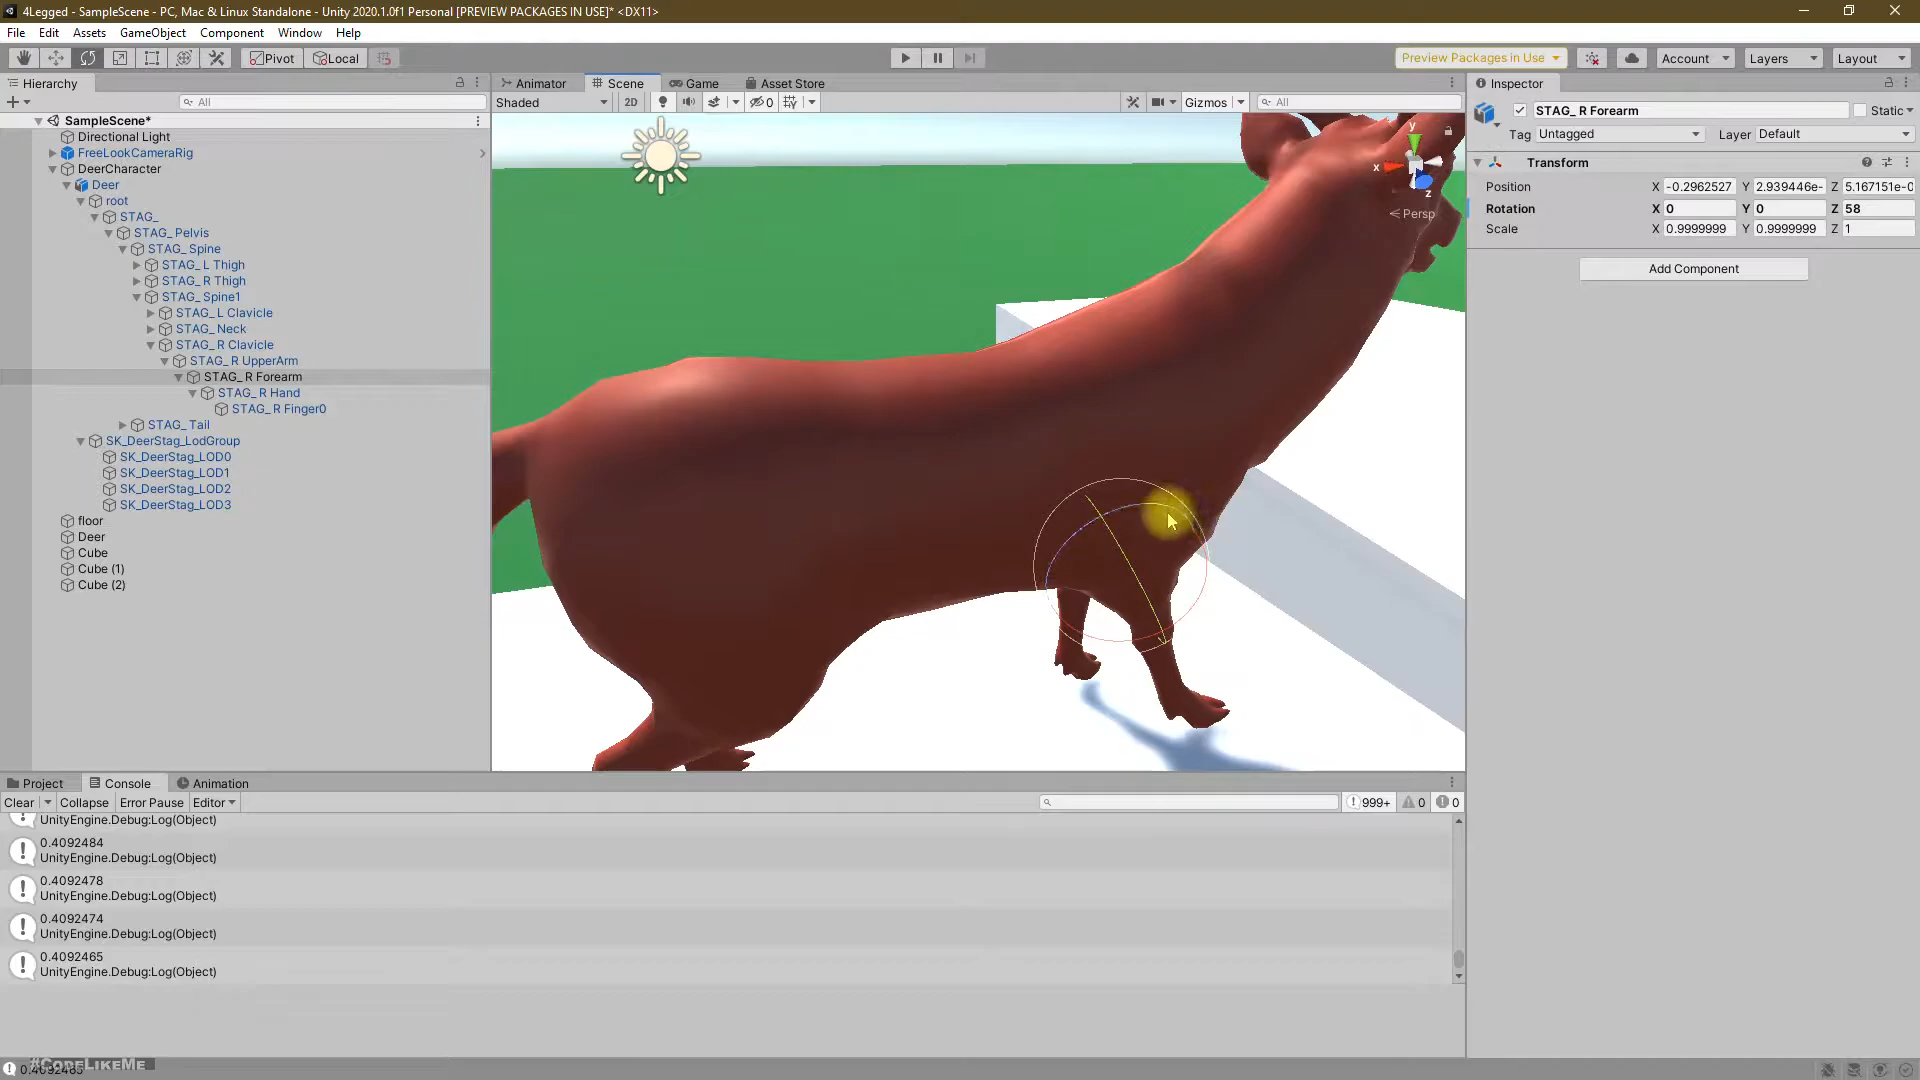 4Legged - SampleScene - PC, Mac & Linux Standalone - Unity 2020.1.0f1 Personal [PREVIEW PACKAGES IN USE]* <DX11>
File Edit Assets GameObject Component Window Help
Pivot Local Preview Packages in Use Account Layers Layout
Hierarchy
All
SampleScene*
Directional Light
FreeLookCameraRig
DeerCharacter
Deer
root
STAG_
STAG_ Pelvis
STAG_ Spine
STAG_ L Thigh
STAG_ R Thigh
STAG_ Spine1
STAG_ L Clavicle
STAG_ Neck
STAG_ R Clavicle
STAG_ R UpperArm
STAG_ R Forearm
STAG_ R Hand
STAG_ R Finger0
STAG_ Tail
SK_DeerStag_LodGroup
SK_DeerStag_LOD0
SK_DeerStag_LOD1
SK_DeerStag_LOD2
SK_DeerStag_LOD3
floor
Deer
Cube
Cube (1)
Cube (2)
Animator Scene Game Asset Store
Shaded 2D 0 Gizmos All
y
x
z
Persp
Inspector
STAG_ R Forearm Static
Tag Untagged Layer Default
Transform
Position X -0.2962527 Y 2.939446e- Z 5.167151e-0
Rotation X 0 Y 0 Z 58
Scale X 0.9999999 Y 0.9999999 Z 1
Add Component
Project Console Animation
Clear Collapse Error Pause Editor 999+ 0 0
UnityEngine.Debug:Log(Object)
0.4092484
UnityEngine.Debug:Log(Object)
0.4092478
UnityEngine.Debug:Log(Object)
0.4092474
UnityEngine.Debug:Log(Object)
0.4092465
UnityEngine.Debug:Log(Object)
#CodeLikeMe
0.4092465